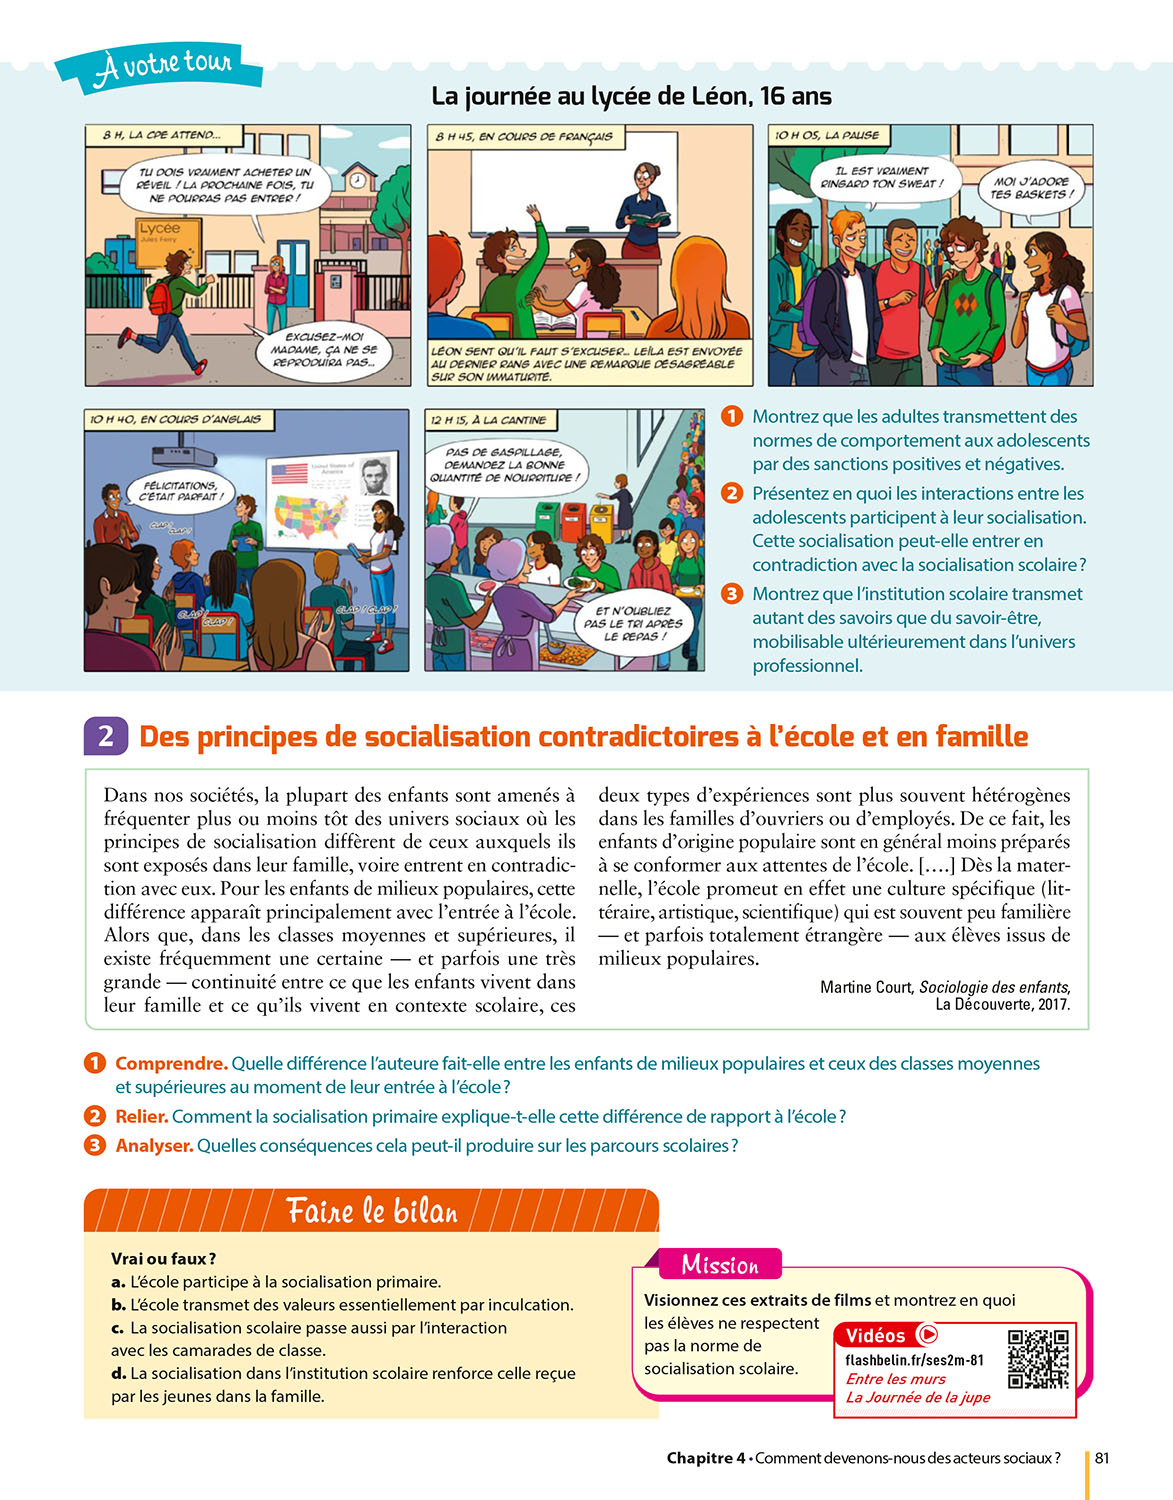 À votre tour
La journée au lycée de Léon, 16 ans
8 H, LA CPE ATTEND...
TU DOIS VRAIMENT ACHETER UN
RÉVEIL ! LA PROCHAINE FOIS, TU
NE POURRAS PAS ENTRER !
Lycée
Jules Ferry
EXCUSEZ-MOI
MADAME, ÇA NE SE
REPRODUIRA PAS...
8 H 45, EN COURS DE FRANÇAIS
LÉON SENT QU'IL FAUT S'EXCUSER... LEÏLA EST ENVOYÉE
AU DERNIER RANG AVEC UNE REMARQUE DÉSAGRÉABLE
SUR SON IMMATURITÉ.
10 H 05, LA PAUSE
IL EST VRAIMENT
RINGARD TON SWEAT !
MOI J'ADORE
TES BASKETS !
10 H 40, EN COURS D'ANGLAIS
FÉLICITATIONS,
C'ÉTAIT PARFAIT !
CLAP !
CLAP !
United States of
America
CLAP !
CLAP !
CLAP ! CLAP !
12 H 15, À LA CANTINE
PAS DE GASPILLAGE,
DEMANDEZ LA BONNE
QUANTITÉ DE NOURRITURE !
ET N'OUBLIEZ
PAS LE TRI APRÈS
LE REPAS !
1 Montrez que les adultes transmettent des
normes de comportement aux adolescents
par des sanctions positives et négatives.
2 Présentez en quoi les interactions entre les
adolescents participent à leur socialisation.
Cette socialisation peut-elle entrer en
contradiction avec la socialisation scolaire ?
3 Montrez que l'institution scolaire transmet
autant des savoirs que du savoir-être,
mobilisable ultérieurement dans l'univers
professionnel.
2 Des principes de socialisation contradictoires à l'école et en famille
Dans nos sociétés, la plupart des enfants sont amenés à
fréquenter plus ou moins tôt des univers sociaux où les
principes de socialisation diffèrent de ceux auxquels ils
sont exposés dans leur famille, voire entrent en contradic-
tion avec eux. Pour les enfants de milieux populaires, cette
différence apparaît principalement avec l'entrée à l'école.
Alors que, dans les classes moyennes et supérieures, il
existe fréquemment une certaine — et parfois une très
grande — continuité entre ce que les enfants vivent dans
leur famille et ce qu'ils vivent en contexte scolaire, ces
deux types d'expériences sont plus souvent hétérogènes
dans les familles d'ouvriers ou d'employés. De ce fait, les
enfants d'origine populaire sont en général moins préparés
à se conformer aux attentes de l'école. [….] Dès la mater-
nelle, l'école promeut en effet une culture spécifique (lit-
téraire, artistique, scientifique) qui est souvent peu familière
— et parfois totalement étrangère — aux élèves issus de
milieux populaires.
Martine Court, Sociologie des enfants,
La Découverte, 2017.
1 Comprendre. Quelle différence l'auteure fait-elle entre les enfants de milieux populaires et ceux des classes moyennes
et supérieures au moment de leur entrée à l'école ?
2 Relier. Comment la socialisation primaire explique-t-elle cette différence de rapport à l'école ?
3 Analyser. Quelles conséquences cela peut-il produire sur les parcours scolaires ?
Faire le bilan
Vrai ou faux ?
a. L'école participe à la socialisation primaire.
b. L'école transmet des valeurs essentiellement par inculcation.
c. La socialisation scolaire passe aussi par l'interaction
avec les camarades de classe.
d. La socialisation dans l'institution scolaire renforce celle reçue
par les jeunes dans la famille.
Mission
Visionnez ces extraits de films et montrez en quoi
les élèves ne respectent
pas la norme de
socialisation scolaire.
Vidéos
flashbelin.fr/ses2m-81
Entre les murs
La Journée de la jupe
Chapitre 4 • Comment devenons-nous des acteurs sociaux ? 81